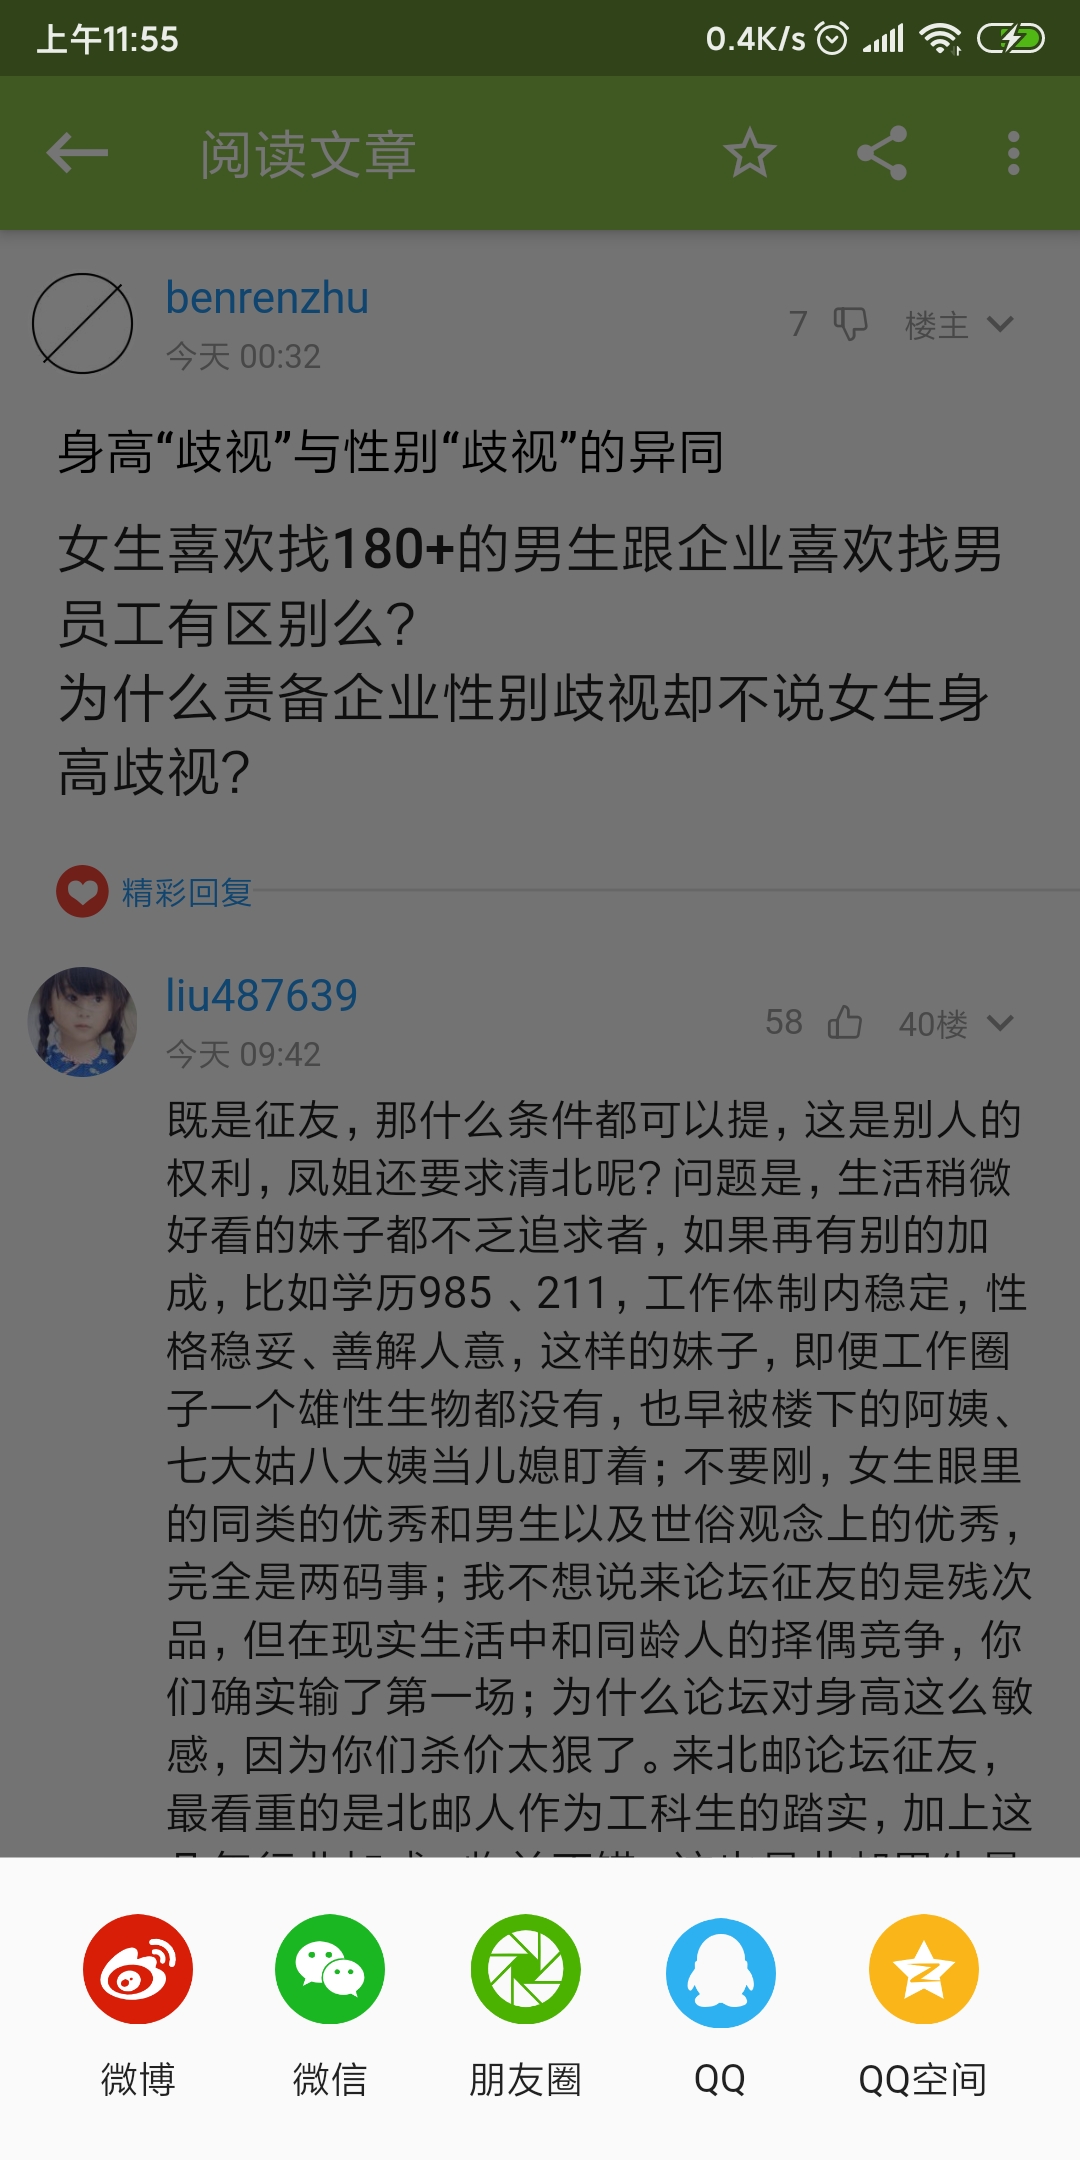 上午11:55
0.4K/s
阅读文章
benrenzhu
今天 00:32
7
楼主
身高“歧视”与性别“歧视”的异同
女生喜欢找180+的男生跟企业喜欢找男
员工有区别么?
为什么责备企业性别歧视却不说女生身
高歧视?
精彩回复
liu487639
今天 09:42
58
40楼
既是征友,那什么条件都可以提,这是别人的
权利,凤姐还要求清北呢?问题是,生活稍微
好看的妹子都不乏追求者,如果再有别的加
成,比如学历985 、211,工作体制内稳定,性
格稳妥、善解人意,这样的妹子,即便工作圈
子一个雄性生物都没有,也早被楼下的阿姨、
七大姑八大姨当儿媳盯着;不要刚,女生眼里
的同类的优秀和男生以及世俗观念上的优秀,
完全是两码事;我不想说来论坛征友的是残次
品,但在现实生活中和同龄人的择偶竞争,你
们确实输了第一场;为什么论坛对身高这么敏
感,因为你们杀价太狠了。来北邮论坛征友,
最看重的是北邮人作为工科生的踏实,加上这
微博
微信
朋友圈
QQ
QQ空间